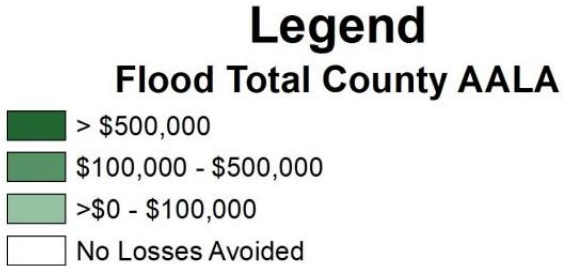 Legend
Flood Total County AALA
> $500,000
$100,000 - $500,000
>$0 - $100,000
No Losses Avoided